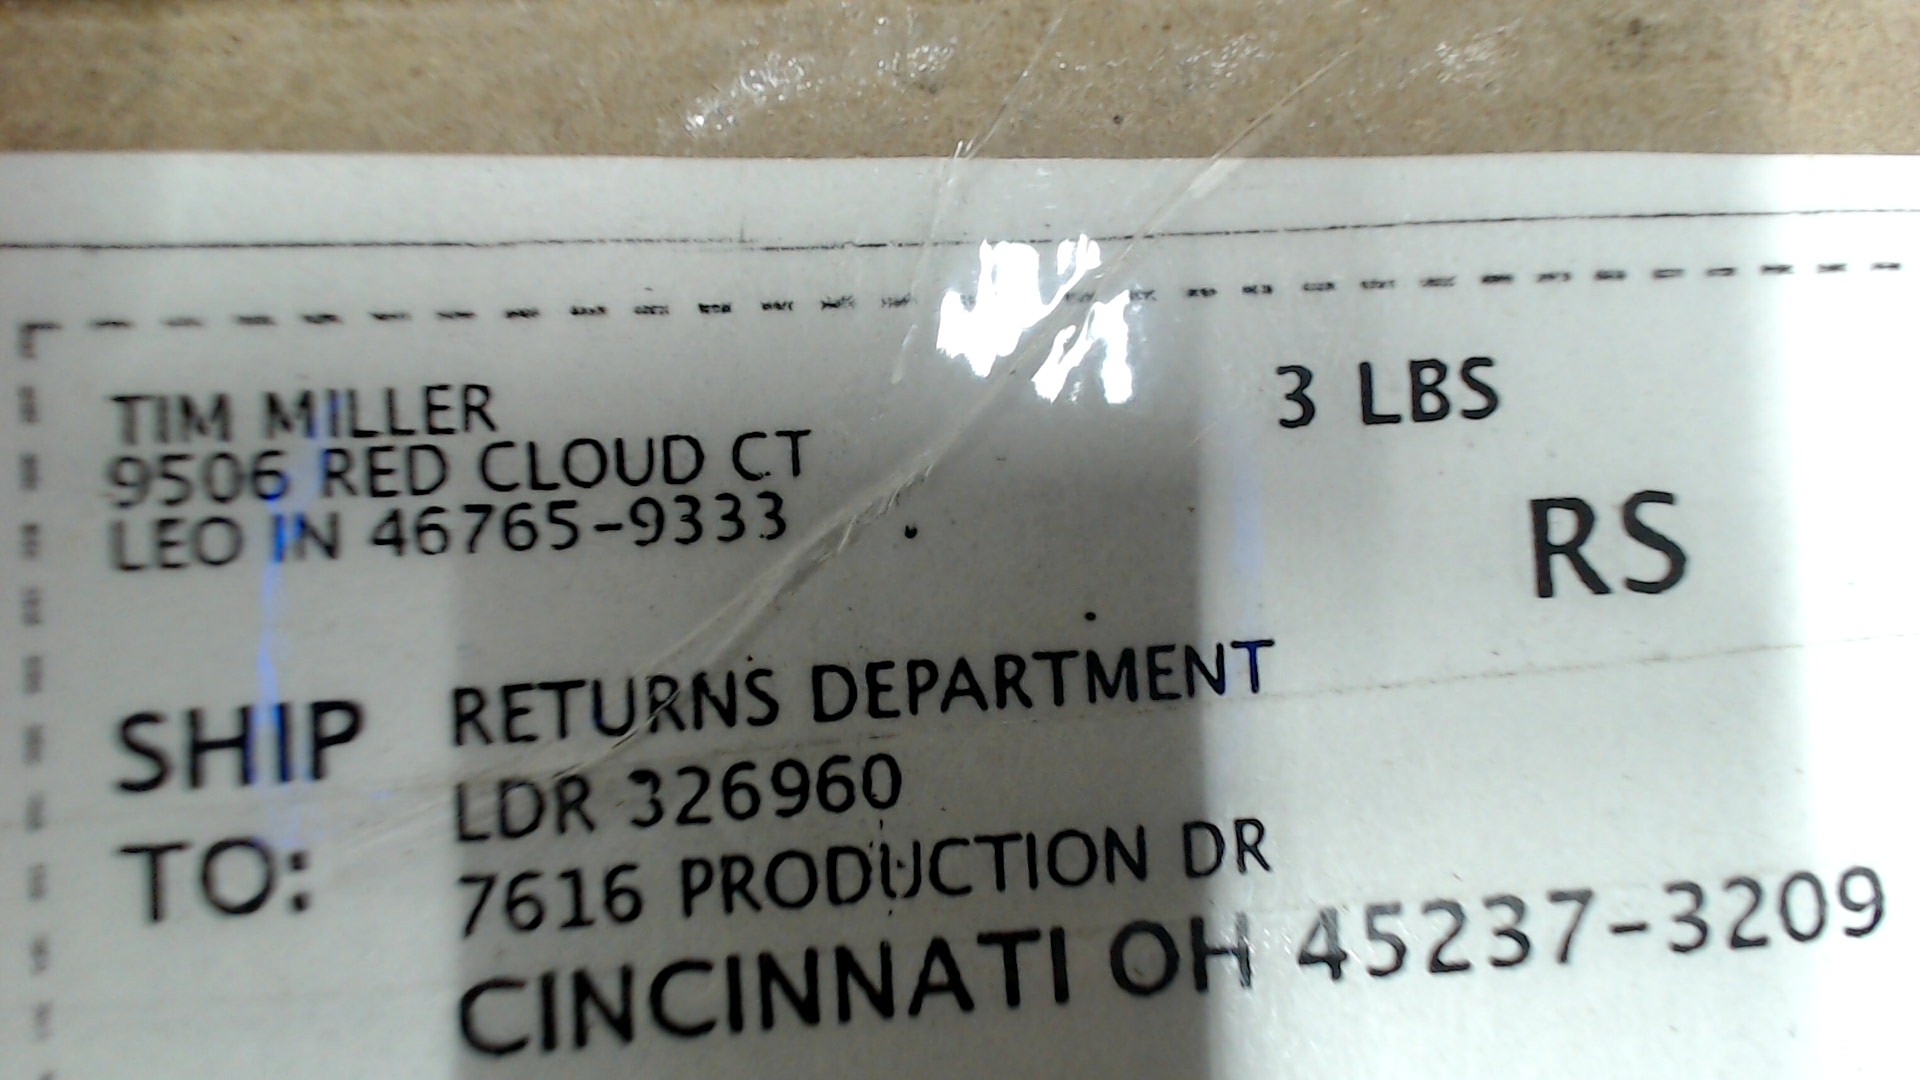 TIM MILLER
9506 RED CLOUD CT
LEO IN 46765-9333
3 LBS
RS
SHIP TO:
RETURNS DEPARTMENT
LDR 326960
7616 PRODUCTION DR
CINCINNATI OH 45237-3209